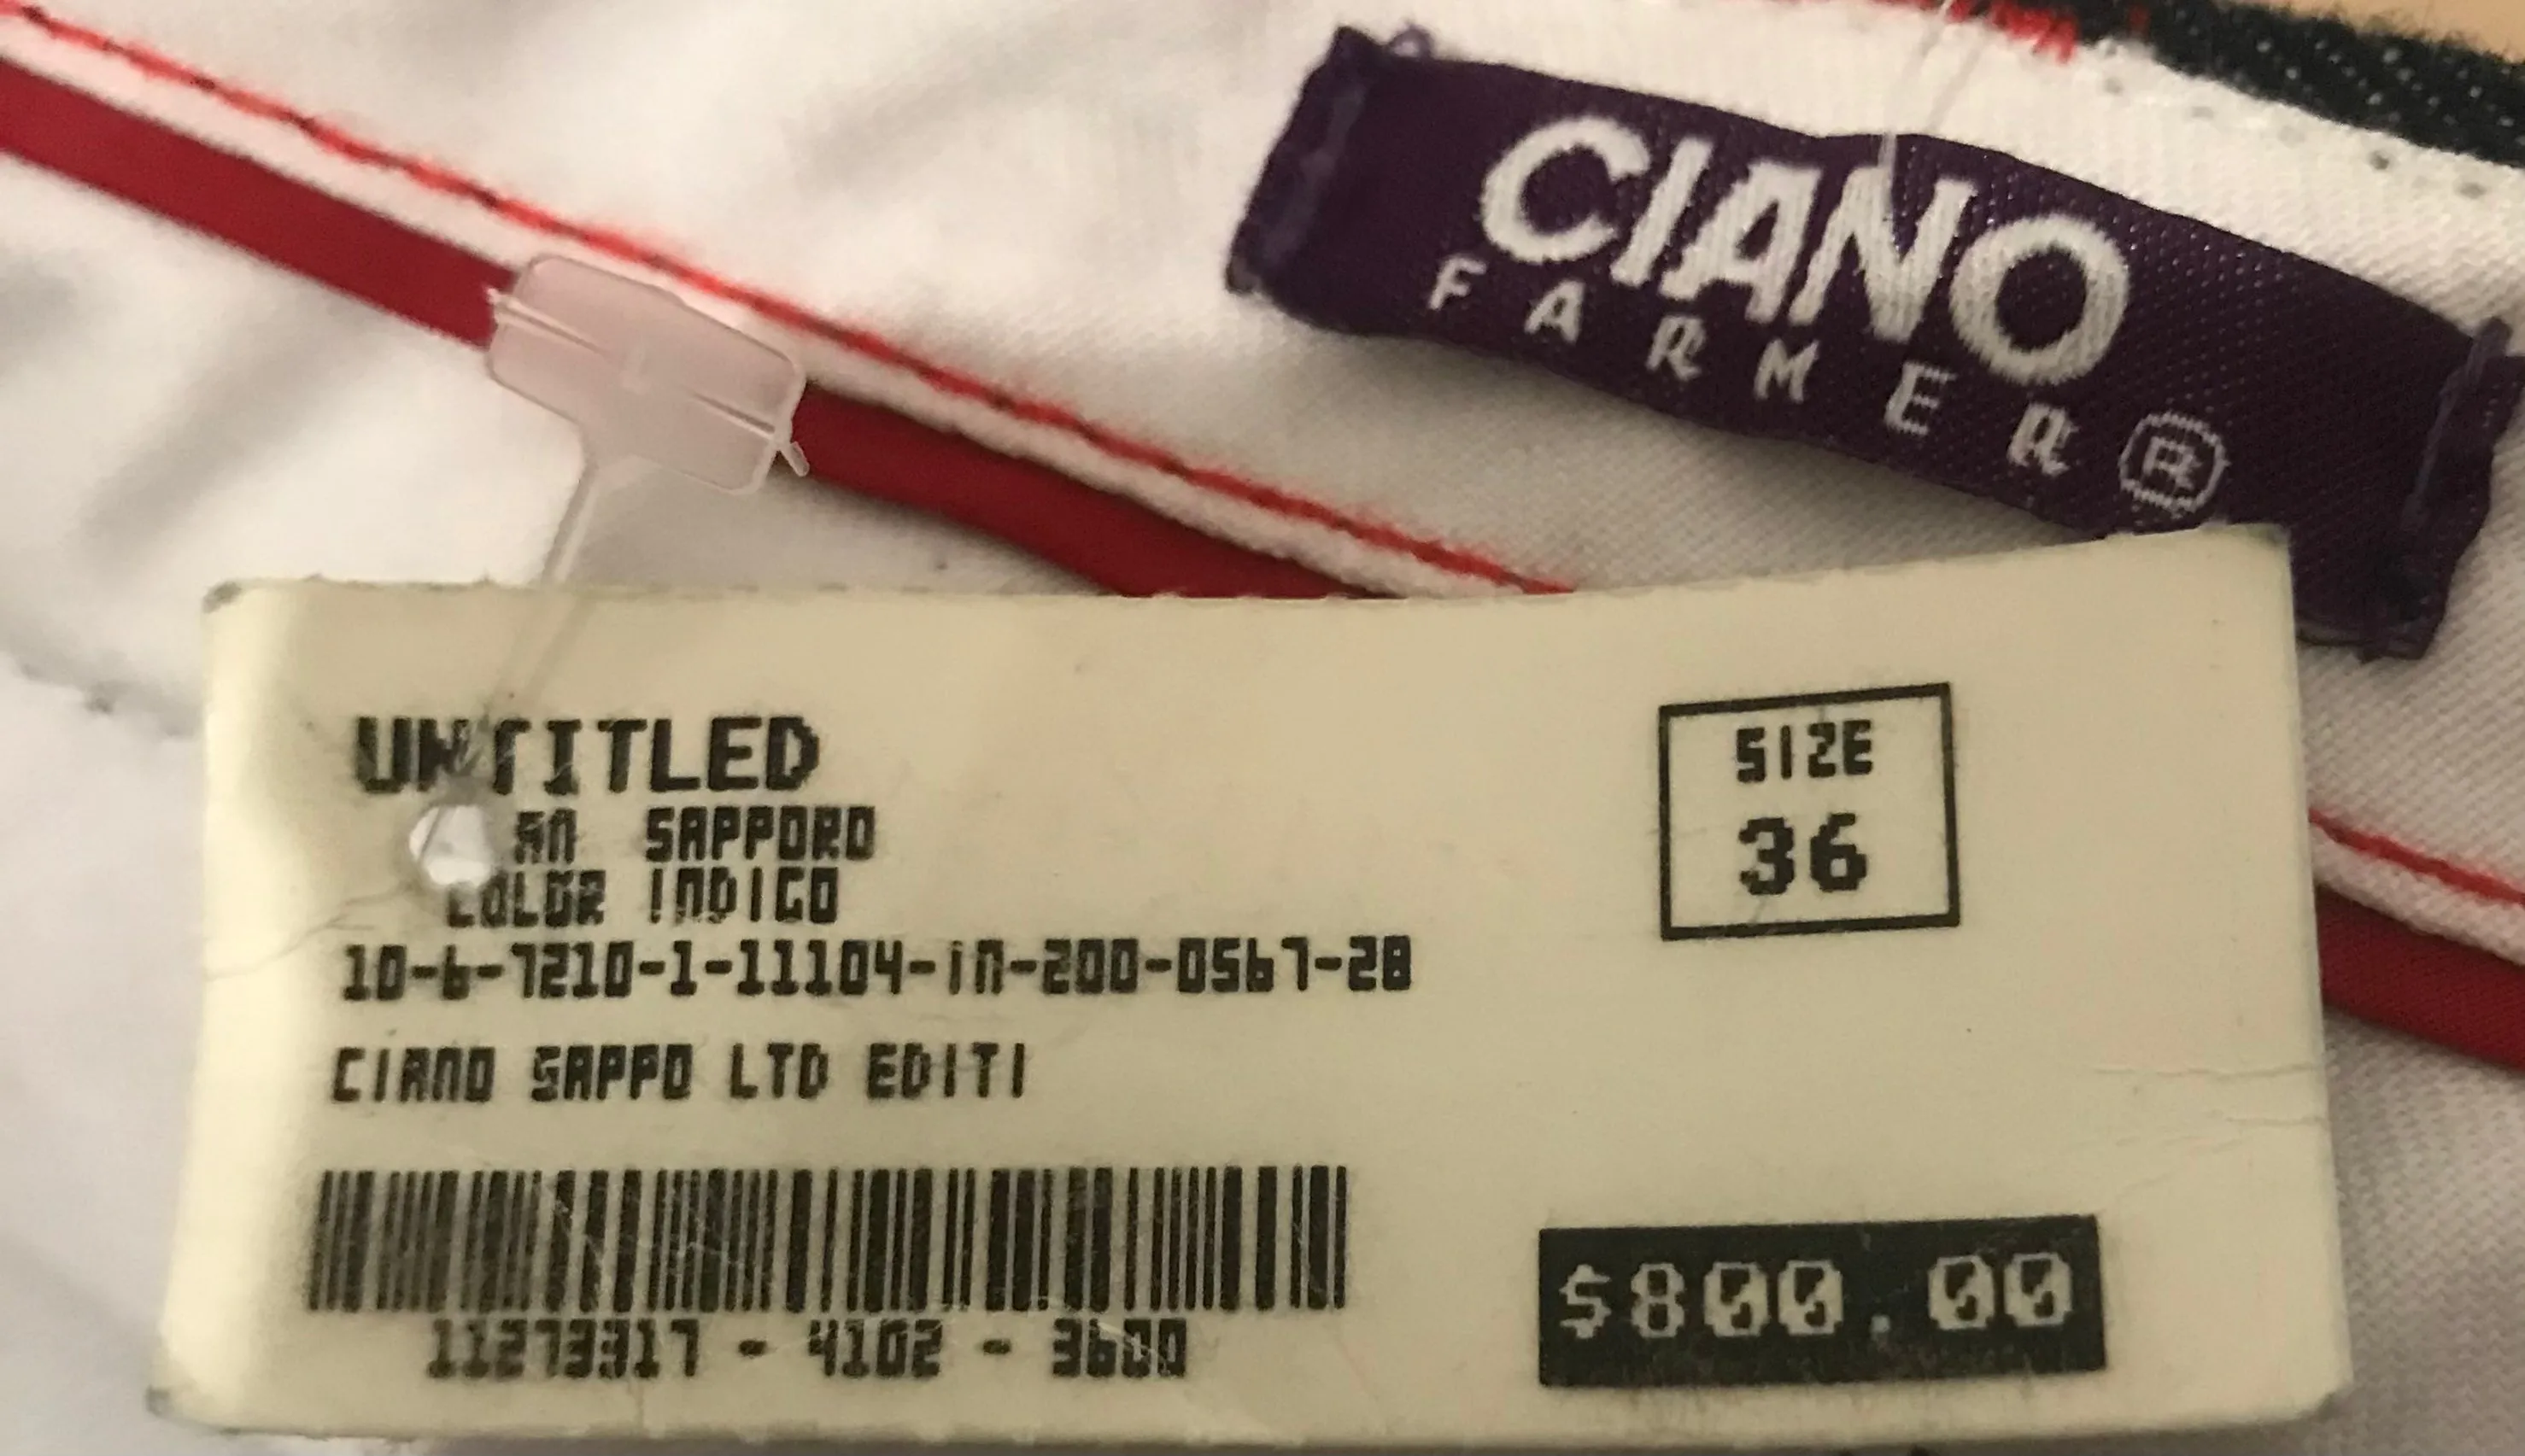 CIANO
FARMER®
UNTITLED
SAPPORO
COLOR INDIGO
10-6-7210-1-11104-in-200-0567-28
CIANO SAPPO LTD EDITI
11273317 - 4102 - 3600
SIZE
36
$800.00